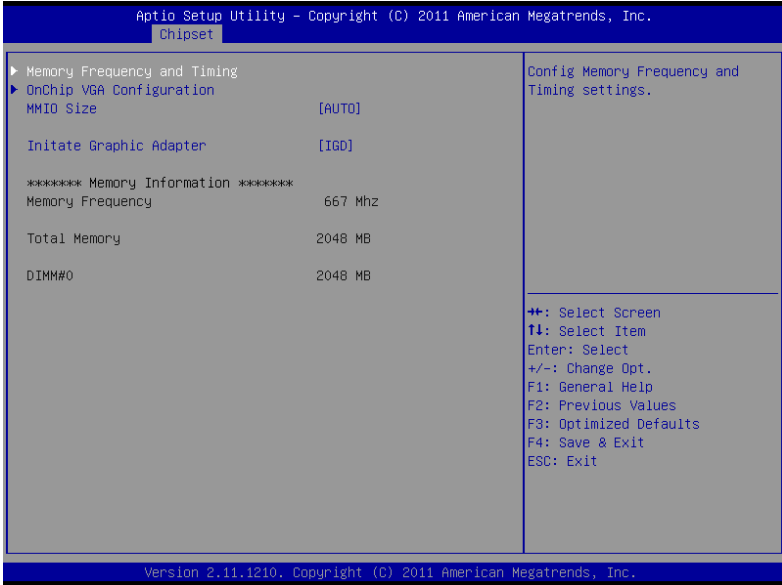 Aptio Setup Utility – Copyright (C) 2011 American Megatrends, Inc.
Chipset
▶ Memory Frequency and Timing
▶ OnChip VGA Configuration
MMIO Size [AUTO]
Initate Graphic Adapter [IGD]
******* Memory Information *******
Memory Frequency 667 Mhz
Total Memory 2048 MB
DIMM#0 2048 MB
Config Memory Frequency and
Timing settings.
→←: Select Screen
↑↓: Select Item
Enter: Select
+/-: Change Opt.
F1: General Help
F2: Previous Values
F3: Optimized Defaults
F4: Save & Exit
ESC: Exit
Version 2.11.1210. Copyright (C) 2011 American Megatrends, Inc.